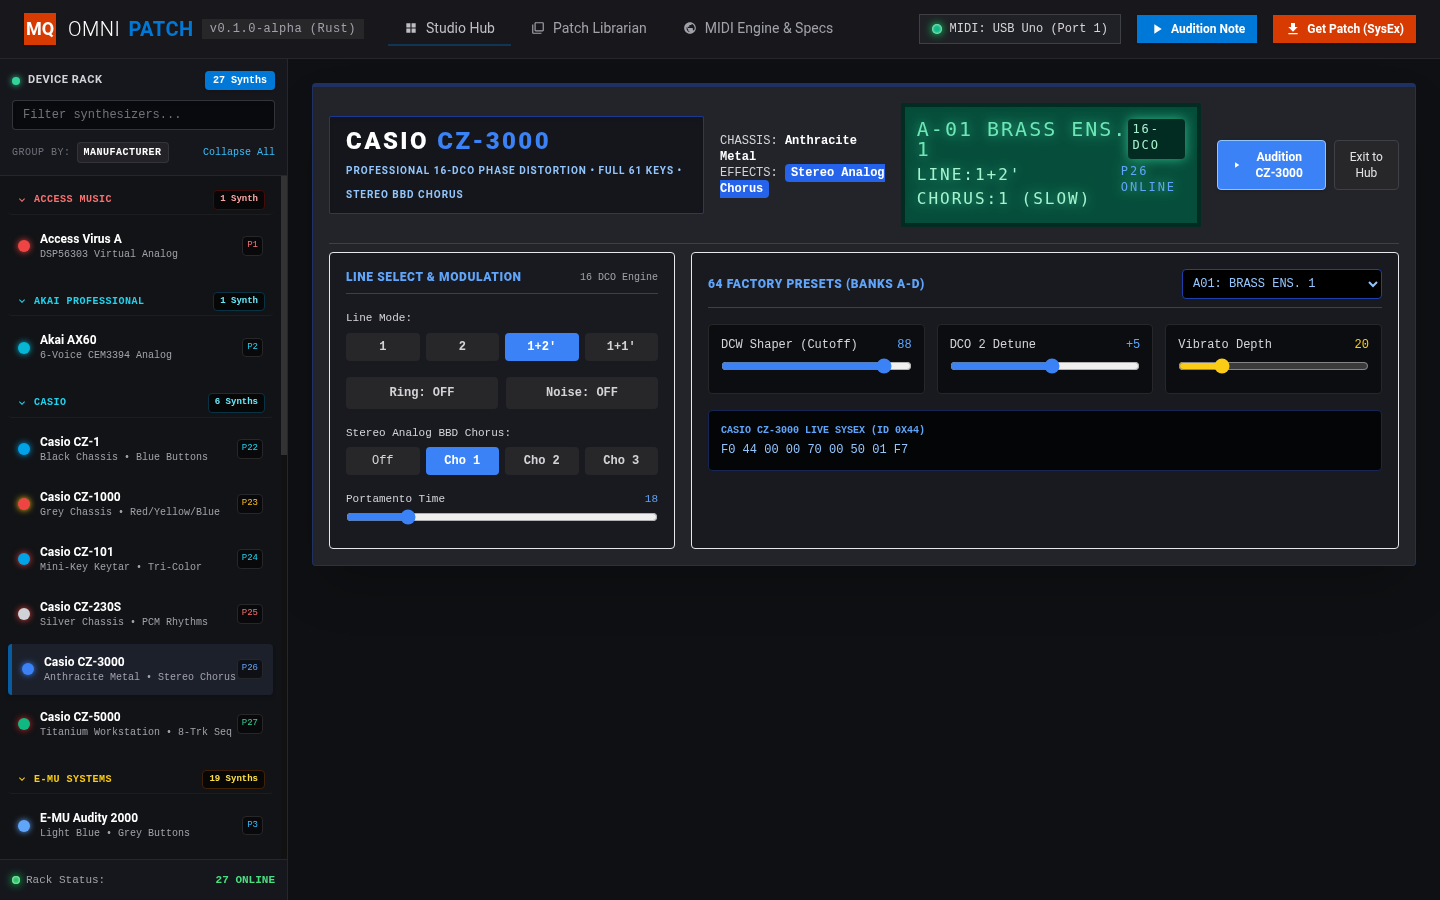 MQ OMNI PATCH v0.1.0-alpha (Rust) Studio Hub Patch Librarian MIDI Engine & Specs MIDI: USB Uno (Port 1) Audition Note Get Patch (SysEx)
DEVICE RACK 27 Synths
Filter synthesizers...
GROUP BY: MANUFACTURER Collapse All
ACCESS MUSIC 1 Synth
Access Virus A
DSP56303 Virtual Analog
P1
AKAI PROFESSIONAL 1 Synth
Akai AX60
6-Voice CEM3394 Analog
P2
CASIO 6 Synths
Casio CZ-1
Black Chassis • Blue Buttons
P22
Casio CZ-1000
Grey Chassis • Red/Yellow/Blue
P23
Casio CZ-101
Mini-Key Keytar • Tri-Color
P24
Casio CZ-230S
Silver Chassis • PCM Rhythms
P25
Casio CZ-3000
Anthracite Metal • Stereo Chorus
P26
Casio CZ-5000
Titanium Workstation • 8-Trk Seq
P27
E-MU SYSTEMS 19 Synths
E-MU Audity 2000
Light Blue • Grey Buttons
P3
Rack Status: 27 ONLINE
CASIO CZ-3000
PROFESSIONAL 16-DCO PHASE DISTORTION • FULL 61 KEYS •
STEREO BBD CHORUS
CHASSIS: Anthracite
Metal
EFFECTS: Stereo Analog
Chorus
A-01 BRASS ENS.
1
LINE:1+2'
CHORUS:1 (SLOW)
16-
DCO
P26
ONLINE
Audition
CZ-3000
Exit to
Hub
LINE SELECT & MODULATION 16 DCO Engine
Line Mode:
1 2 1+2' 1+1'
Ring: OFF Noise: OFF
Stereo Analog BBD Chorus:
Off Cho 1 Cho 2 Cho 3
Portamento Time 18
64 FACTORY PRESETS (BANKS A-D) A01: BRASS ENS. 1
DCW Shaper (Cutoff) 88
DCO 2 Detune +5
Vibrato Depth 20
CASIO CZ-3000 LIVE SYSEX (ID 0X44)
F0 44 00 00 70 00 50 01 F7